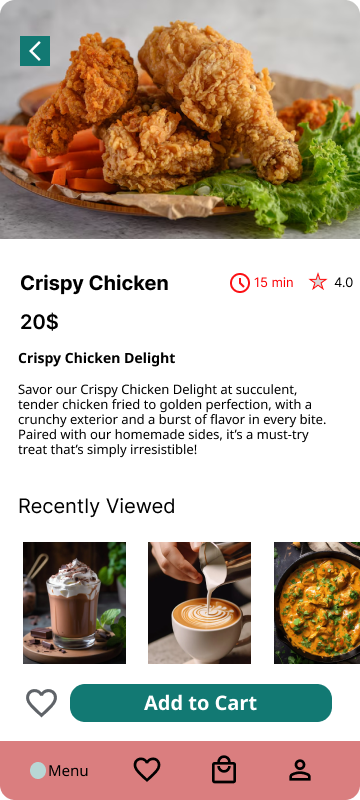 Crispy Chicken
15 min
4.0
20$
Crispy Chicken Delight
Savor our Crispy Chicken Delight at succulent,
tender chicken fried to golden perfection, with a
crunchy exterior and a burst of flavor in every bite.
Paired with our homemade sides, it's a must-try
treat that's simply irresistible!
Recently Viewed
Add to Cart
Menu